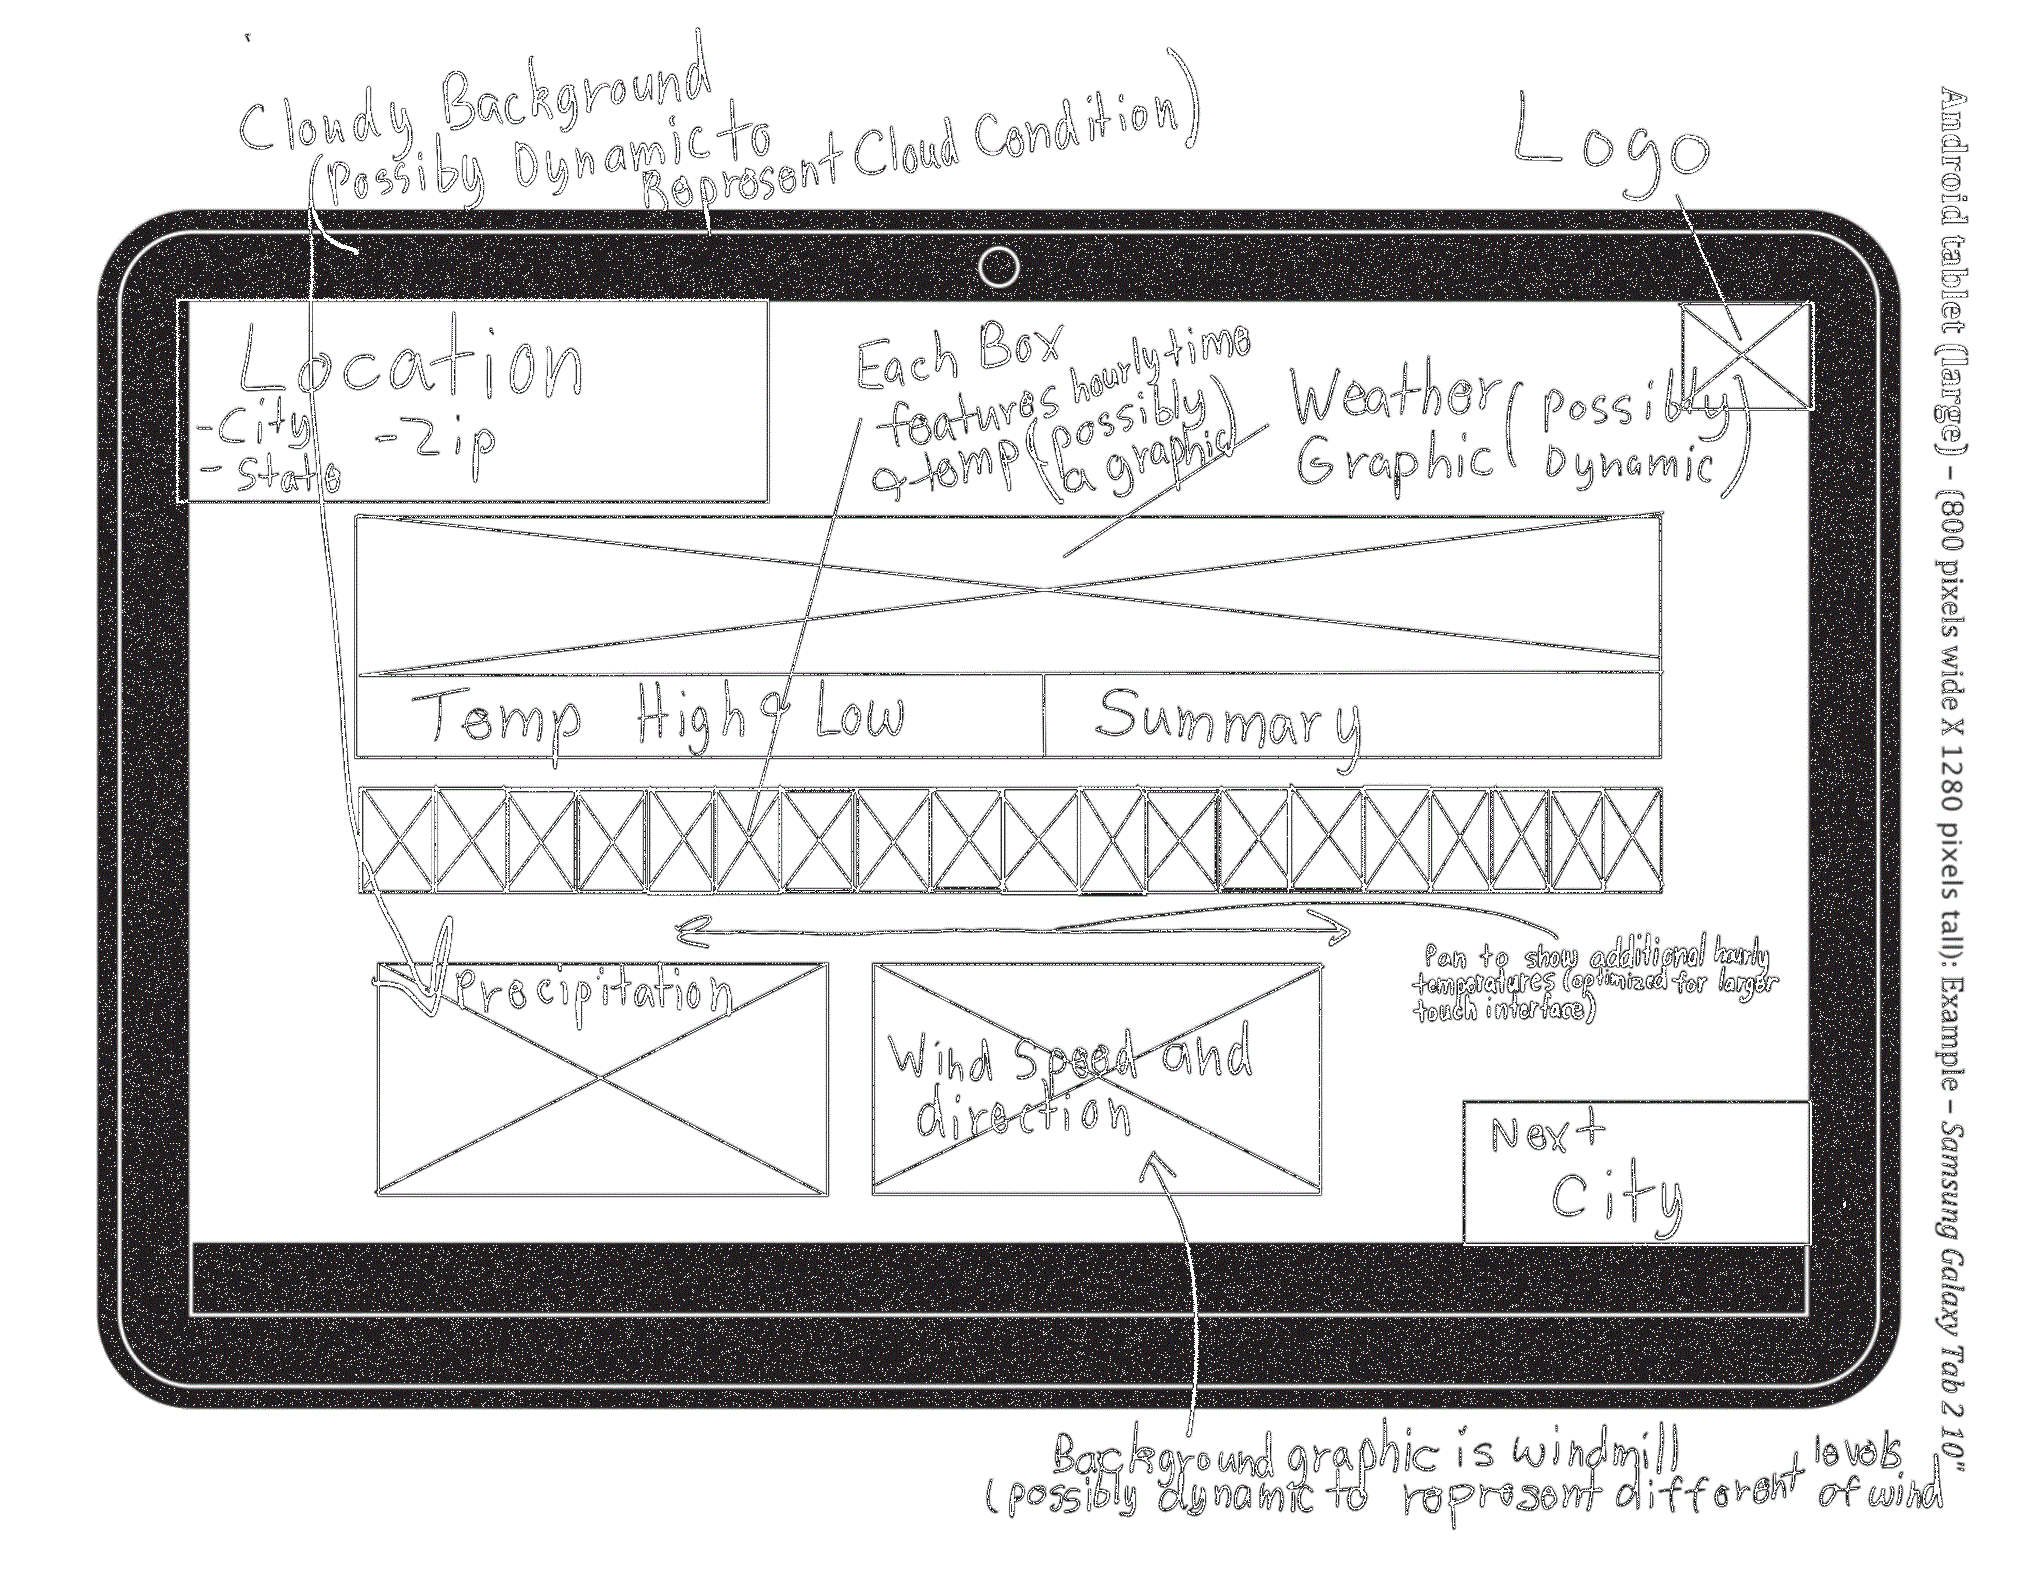 Cloudy Background
(Possiby Dynamic to
Represent Cloud Condition)
Logo
Location
-City
-State
-Zip
Each Box
features hourly time
& temp (possibly
a graphic)
Weather (possibly
Graphic Dynamic)
Temp High & Low
Summary
Pan to show additional hourly
temperatures (optimized for larger
touch interface)
Precipitation
Wind Speed and
direction
Next
City
Background graphic is windmill
(possibly dynamic to represent different levels
of wind
Android tablet (large) – (800 pixels wide X 1280 pixels tall): Example – Samsung Galaxy Tab 2 10"